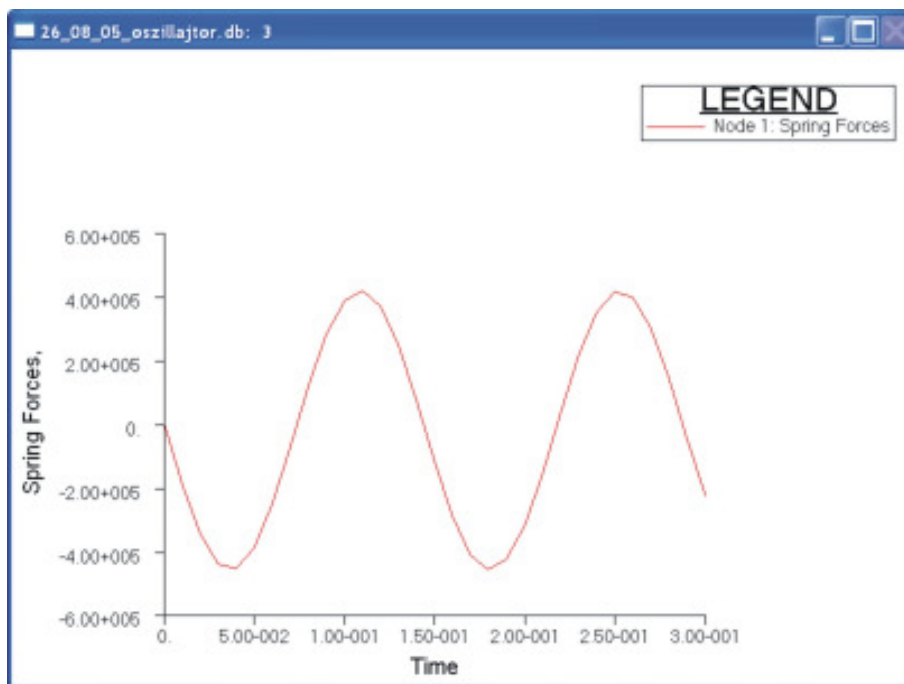 26_08_05_oszillajtor.db: 3
LEGEND
Node 1: Spring Forces
6.00+005
4.00+005
2.00+005
0.
-2.00+005
-4.00+005
-6.00+005
Spring Forces,
0.
5.00-002
1.00-001
1.50-001
2.00-001
2.50-001
3.00-001
Time